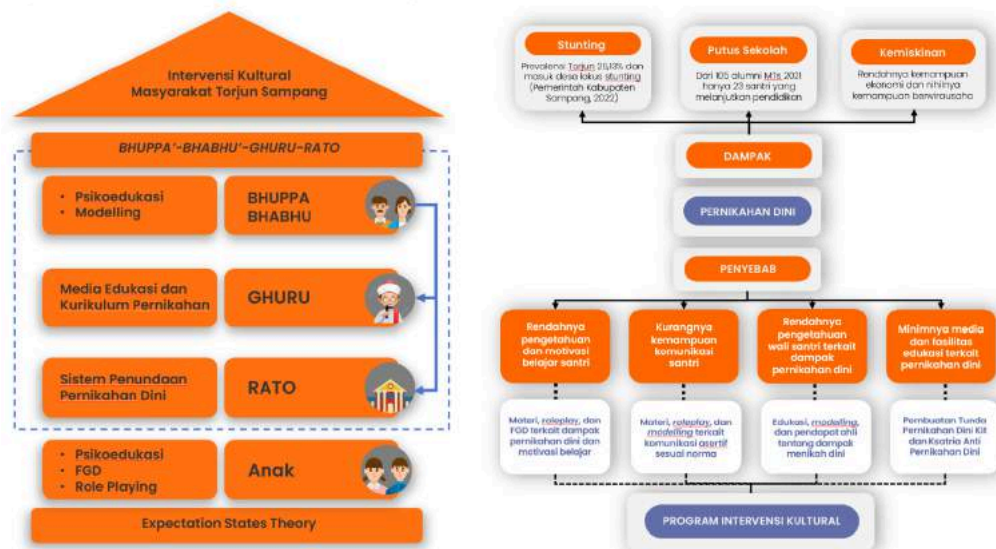 Intervensi Kultural
Masyarakat Torjun Sampang
BHUPPA'-BHABHU'-GHURU-RATO
• Psikoedukasi
• Modelling
BHUPPA
BHABHU
Media Edukasi dan
Kurikulum Pernikahan
GHURU
Sistem Penundaan
Pernikahan Dini
RATO
• Psikoedukasi
• FGD
• Role Playing
Anak
Expectation States Theory
Stunting
Prevalensi Torjun 26,13% dan
masuk desa lokus stunting
(Pemerintah Kabupaten
Sampang, 2022)
Putus Sekolah
Dari 105 alumni MTs 2021
hanya 23 santri yang
melanjutkan pendidikan
Kemiskinan
Rendahnya kemampuan
ekonomi dan nihilnya
kemampuan berwirausaha
DAMPAK
PERNIKAHAN DINI
PENYEBAB
Rendahnya
pengetahuan
dan motivasi
belajar santri
Kurangnya
kemampuan
komunikasi
santri
Rendahnya
pengetahuan
wali santri terkait
dampak
pernikahan dini
Minimnya media
dan fasilitas
edukasi terkait
pernikahan dini
Materi, roleplay, dan
FGD terkait dampak
pernikahan dini dan
motivasi belajar
Materi, roleplay, dan
modelling terkait
komunikasi asertif
sesuai norma
Edukasi, modelling,
dan pendapat ahli
tentang dampak
menikah dini
Pembuatan Tunda
Pernikahan Dini Kit
dan Ksatria Anti
Pernikahan Dini
PROGRAM INTERVENSI KULTURAL